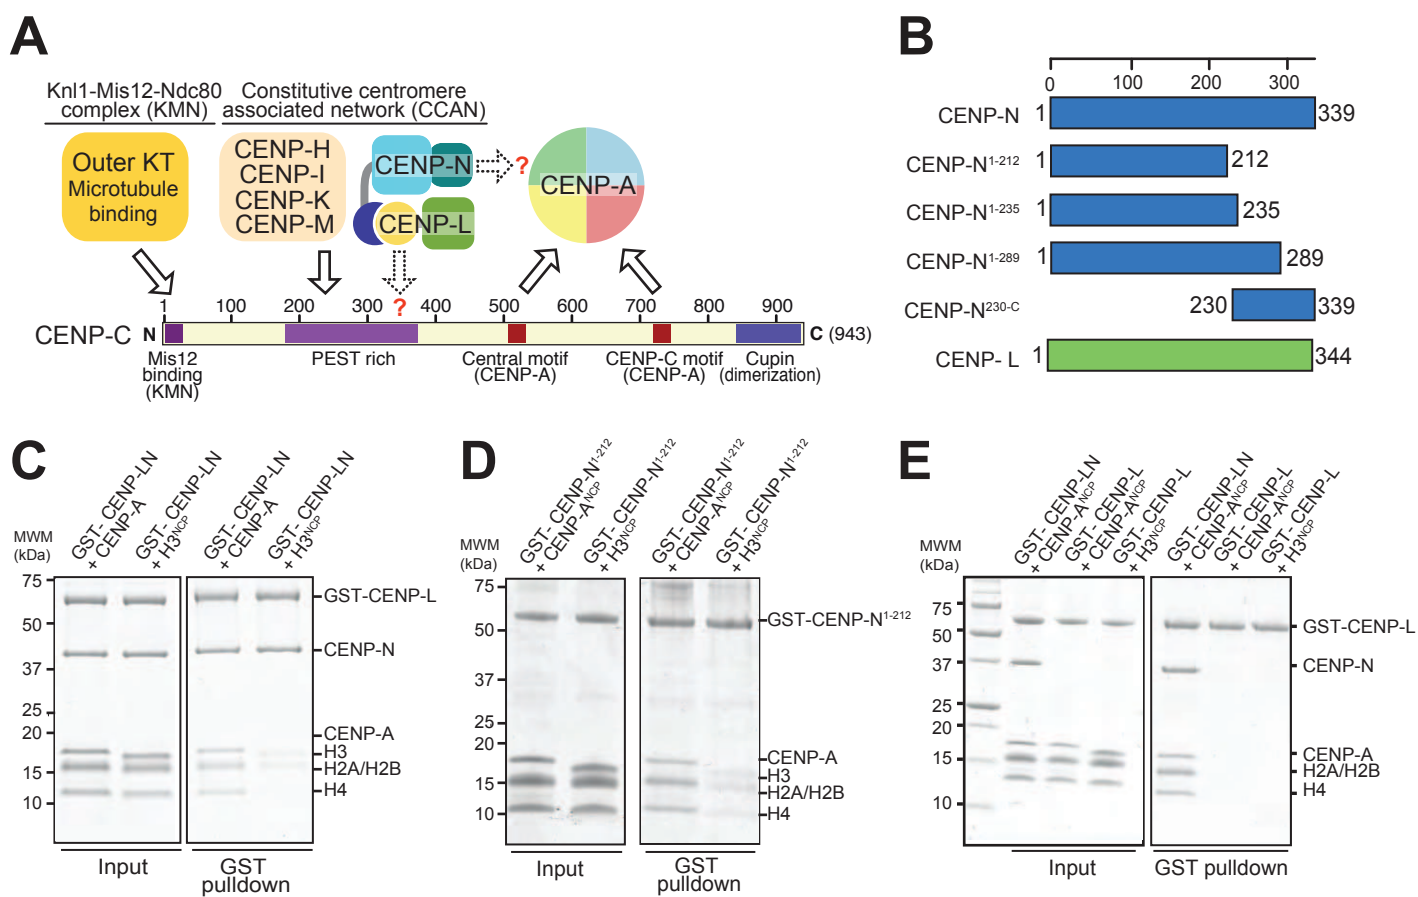 A
Knl1-Mis12-Ndc80
complex (KMN)
Constitutive centromere
associated network (CCAN)
Outer KT
Microtubule
binding
CENP-H
CENP-I
CENP-K
CENP-M
CENP-N
?
CENP-L
CENP-A
?
1 100 200 300 400 500 600 700 800 900
CENP-C N C (943)
Mis12
binding
(KMN)
PEST rich
Central motif
(CENP-A)
CENP-C motif
(CENP-A)
Cupin
(dimerization)
B
0 100 200 300
CENP-N 1 339
CENP-N1-212 1 212
CENP-N1-235 1 235
CENP-N1-289 1 289
CENP-N230-C 230 339
CENP- L 1 344
C
MWM
(kDa)
GST- CENP-LN
+ CENP-A
GST- CENP-LN
+ H3NCP
GST- CENP-LN
+ CENP-A
GST- CENP-LN
+ H3NCP
75
50
37
25
20
15
10
GST-CENP-L
CENP-N
CENP-A
H3
H2A/H2B
H4
Input
GST
pulldown
D
MWM
(kDa)
GST- CENP-N1-212
+ CENP-ANCP
GST- CENP-N1-212
+ H3NCP
GST- CENP-N1-212
+ CENP-ANCP
GST- CENP-N1-212
+ H3NCP
75
50
37
25
20
15
10
GST-CENP-N1-212
CENP-A
H3
H2A/H2B
H4
Input
GST
pulldown
E
MWM
(kDa)
GST- CENP-LN
+ CENP-ANCP
GST- CENP-L
+ CENP-ANCP
GST- CENP-L
+ H3NCP
GST- CENP-LN
+ CENP-ANCP
GST- CENP-L
+ CENP-ANCP
GST- CENP-L
+ H3NCP
75
50
37
25
20
15
10
GST-CENP-L
CENP-N
CENP-A
H2A/H2B
H4
Input
GST pulldown